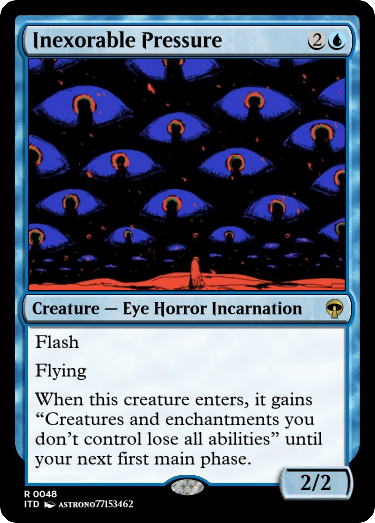 Inexorable Pressure 2
Creature — Eye Horror Incarnation
Flash
Flying
When this creature enters, it gains
“Creatures and enchantments you
don’t control lose all abilities” until
your next first main phase.
2/2
R 0048
ITD ASTRONO77153462